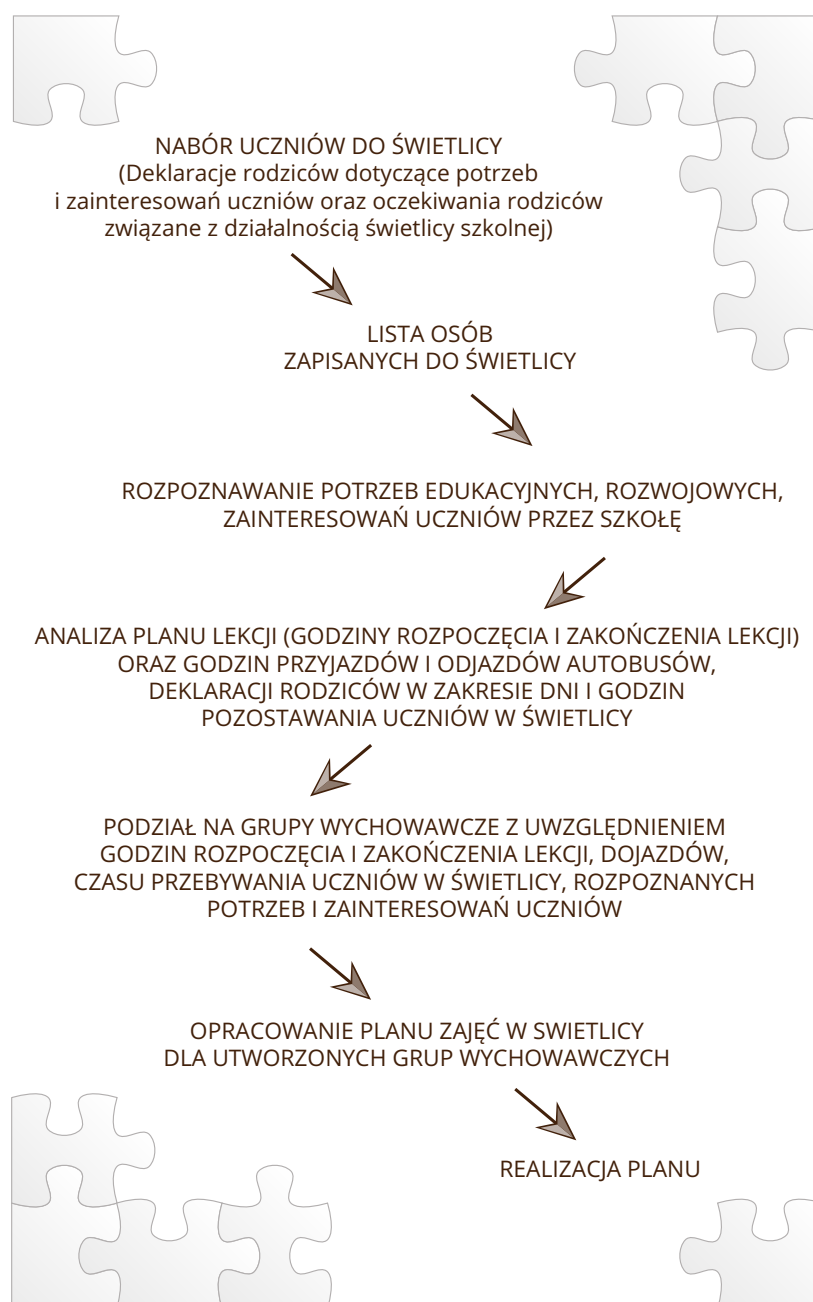 NABÓR UCZNIÓW DO ŚWIETLICY
(Deklaracje rodziców dotyczące potrzeb
i zainteresowań uczniów oraz oczekiwania rodziców
związane z działalnością świetlicy szkolnej)
LISTA OSÓB
ZAPISANYCH DO ŚWIETLICY
ROZPOZNAWANIE POTRZEB EDUKACYJNYCH, ROZWOJOWYCH,
ZAINTERESOWAŃ UCZNIÓW PRZEZ SZKOŁĘ
ANALIZA PLANU LEKCJI (GODZINY ROZPOCZĘCIA I ZAKOŃCZENIA LEKCJI)
ORAZ GODZIN PRZYJAZDÓW I ODJAZDÓW AUTOBUSÓW,
DEKLARACJI RODZICÓW W ZAKRESIE DNI I GODZIN
POZOSTAWANIA UCZNIÓW W ŚWIETLICY
PODZIAŁ NA GRUPY WYCHOWAWCZE Z UWZGLĘDNIENIEM
GODZIN ROZPOCZĘCIA I ZAKOŃCZENIA LEKCJI, DOJAZDÓW,
CZASU PRZEBYWANIA UCZNIÓW W ŚWIETLICY, ROZPOZNANYCH
POTRZEB I ZAINTERESOWAŃ UCZNIÓW
OPRACOWANIE PLANU ZAJĘĆ W SWIETLICY
DLA UTWORZONYCH GRUP WYCHOWAWCZYCH
REALIZACJA PLANU